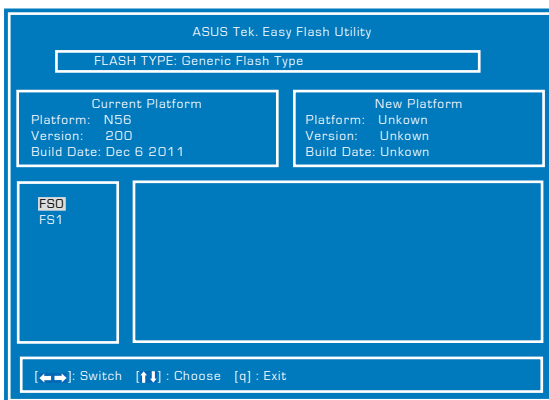 ASUS Tek. Easy Flash Utility
FLASH TYPE: Generic Flash Type
Current Platform
Platform: N56
Version: 200
Build Date: Dec 6 2011
New Platform
Platform: Unkown
Version: Unkown
Build Date: Unkown
FS0
FS1
[←→]: Switch [↑↓] : Choose [q] : Exit